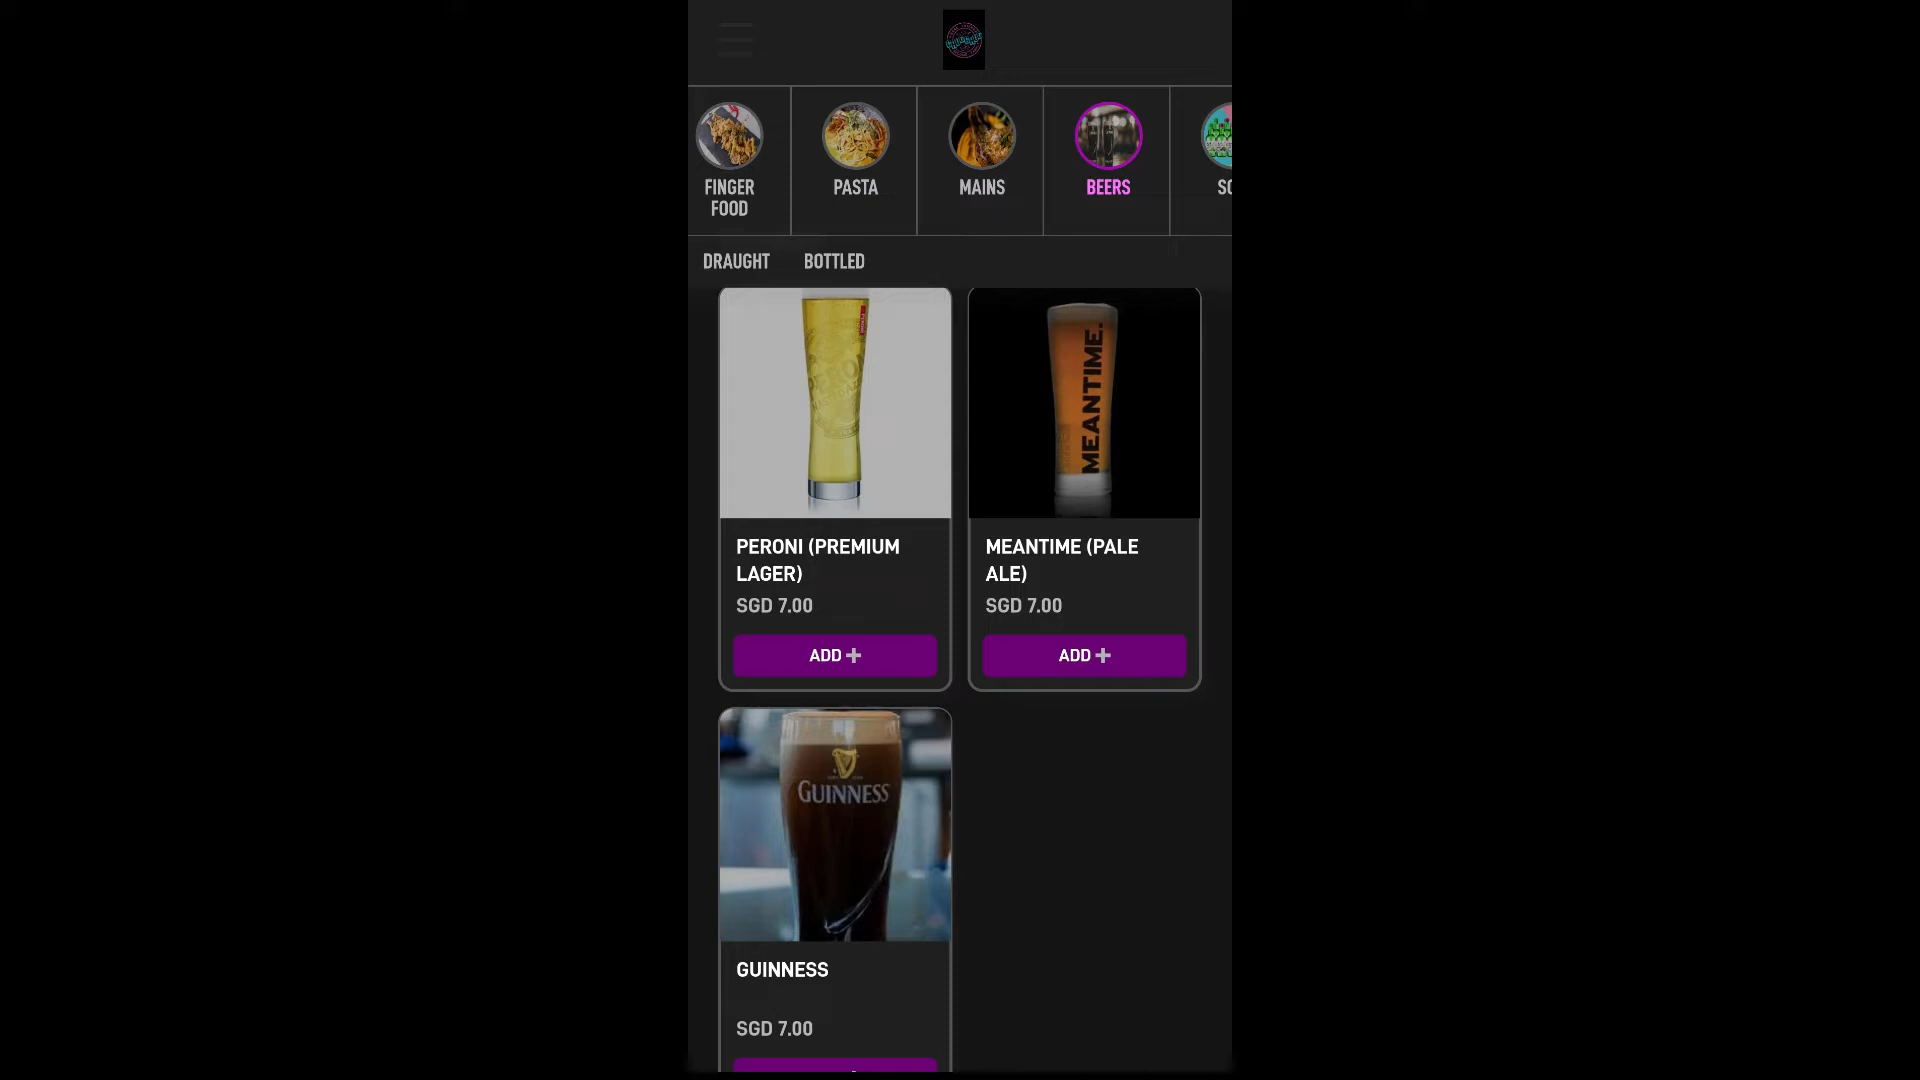 FINGER
FOOD
PASTA
MAINS
BEERS
DRAUGHT
BOTTLED
MEANTIME.
PERONI (PREMIUM
LAGER)
SGD 7.00
ADD
MEANTIME (PALE
ALE)
SGD 7.00
ADD
GUINNESS
GUINNESS
SGD 7.00